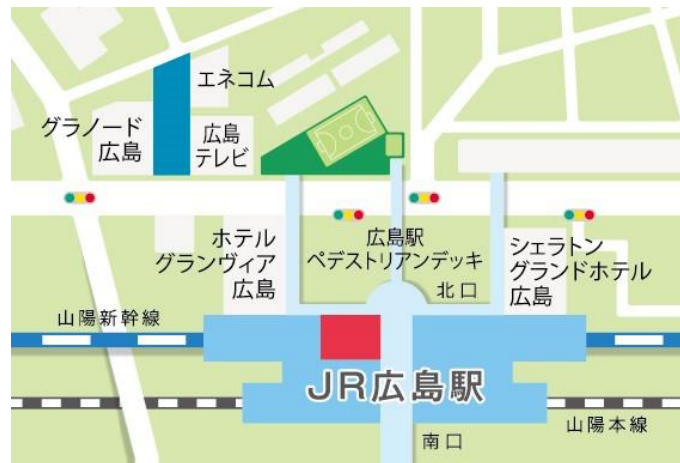 エネコム
グラノード
広島
広島
テレビ
ホテル
グランヴィア
広島
広島駅
ペデストリアンデッキ
シェラトン
グランドホテル
広島
北口
山陽新幹線
JR広島駅
山陽本線
南口